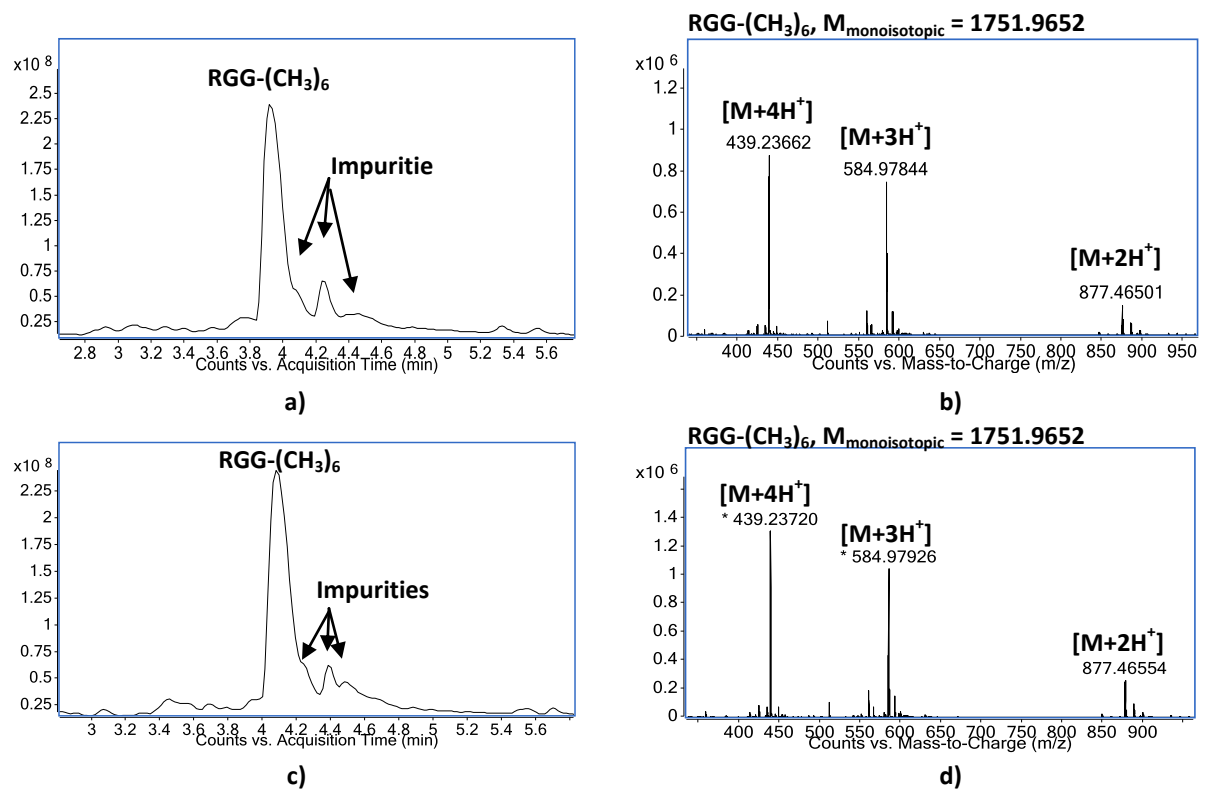 RGG-(CH₃)₆, Mmonoisotopic = 1751.9652
x10 8
RGG-(CH₃)₆
2.5
2.25
2
1.75
1.5
1.25
1
0.75
0.5
0.25
Impuritie
2.8 3 3.2 3.4 3.6 3.8 4 4.2 4.4 4.6 4.8 5 5.2 5.4 5.6
Counts vs. Acquisition Time (min)
a)
x10 6
1.2
1
0.8
0.6
0.4
0.2
0
[M+4H⁺]
439.23662
[M+3H⁺]
584.97844
[M+2H⁺]
877.46501
400 450 500 550 600 650 700 750 800 850 900 950
Counts vs. Mass-to-Charge (m/z)
b)
RGG-(CH₃)₆, Mmonoisotopic = 1751.9652
x10 8
RGG-(CH₃)₆
2.25
2
1.75
1.5
1.25
1
0.75
0.5
0.25
Impurities
3 3.2 3.4 3.6 3.8 4 4.2 4.4 4.6 4.8 5 5.2 5.4 5.6
Counts vs. Acquisition Time (min)
c)
x10 6
1.4
1.2
1
0.8
0.6
0.4
0.2
0
[M+4H⁺]
* 439.23720
[M+3H⁺]
* 584.97926
[M+2H⁺]
877.46554
400 450 500 550 600 650 700 750 800 850 900
Counts vs. Mass-to-Charge (m/z)
d)